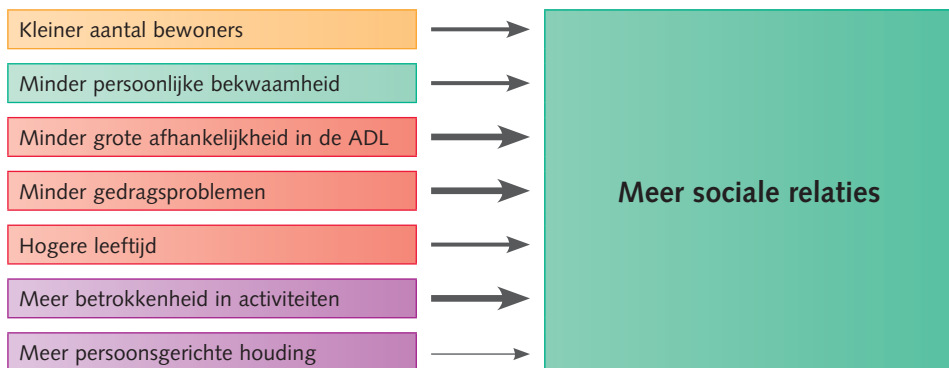 Kleiner aantal bewoners
Minder persoonlijke bekwaamheid
Minder grote afhankelijkheid in de ADL
Minder gedragsproblemen
Hogere leeftijd
Meer betrokkenheid in activiteiten
Meer persoonsgerichte houding
Meer sociale relaties